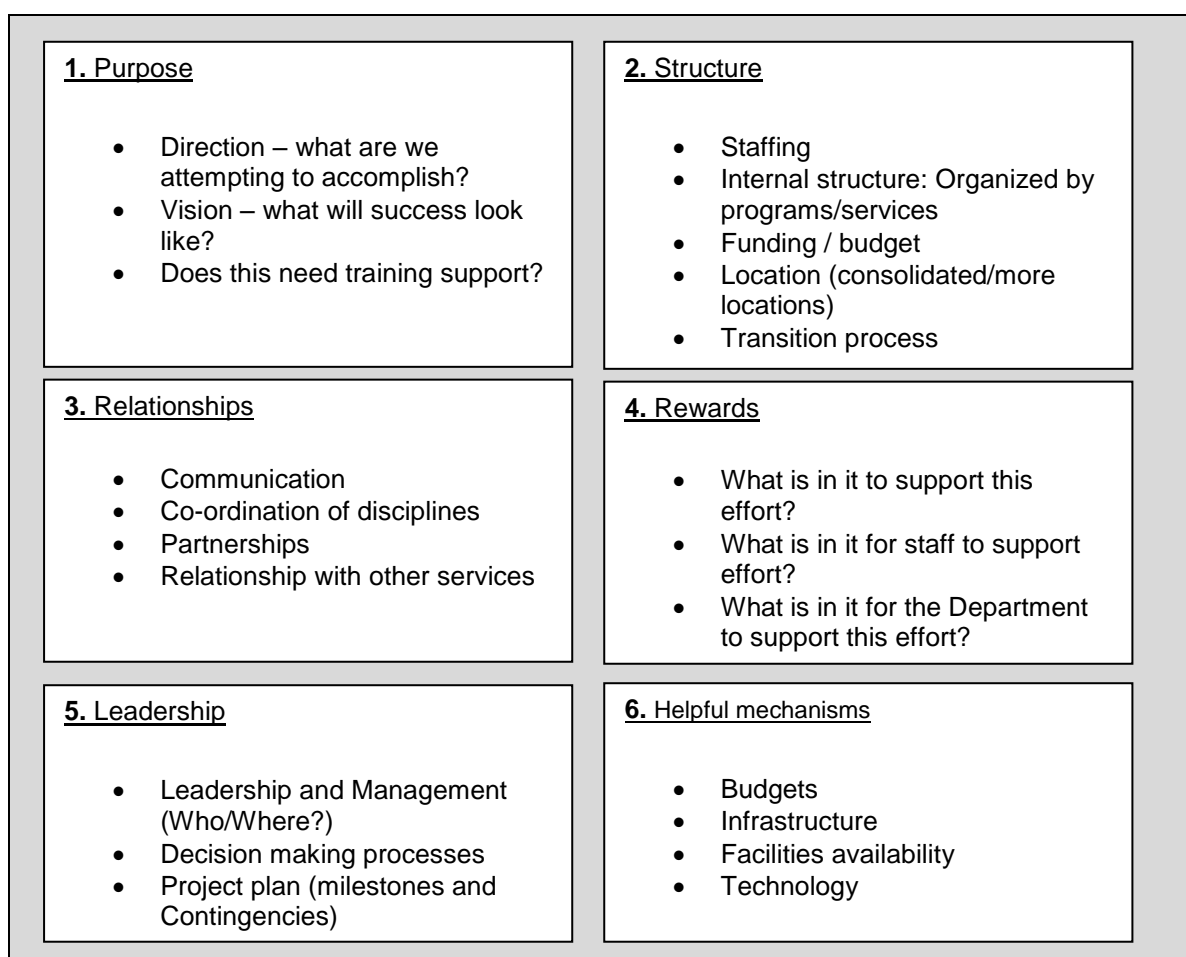 1. Purpose
• Direction – what are we
attempting to accomplish?
• Vision – what will success look
like?
• Does this need training support?
2. Structure
• Staffing
• Internal structure: Organized by
programs/services
• Funding / budget
• Location (consolidated/more
locations)
• Transition process
3. Relationships
• Communication
• Co-ordination of disciplines
• Partnerships
• Relationship with other services
4. Rewards
• What is in it to support this
effort?
• What is in it for staff to support
effort?
• What is in it for the Department
to support this effort?
5. Leadership
• Leadership and Management
(Who/Where?)
• Decision making processes
• Project plan (milestones and
Contingencies)
6. Helpful mechanisms
• Budgets
• Infrastructure
• Facilities availability
• Technology